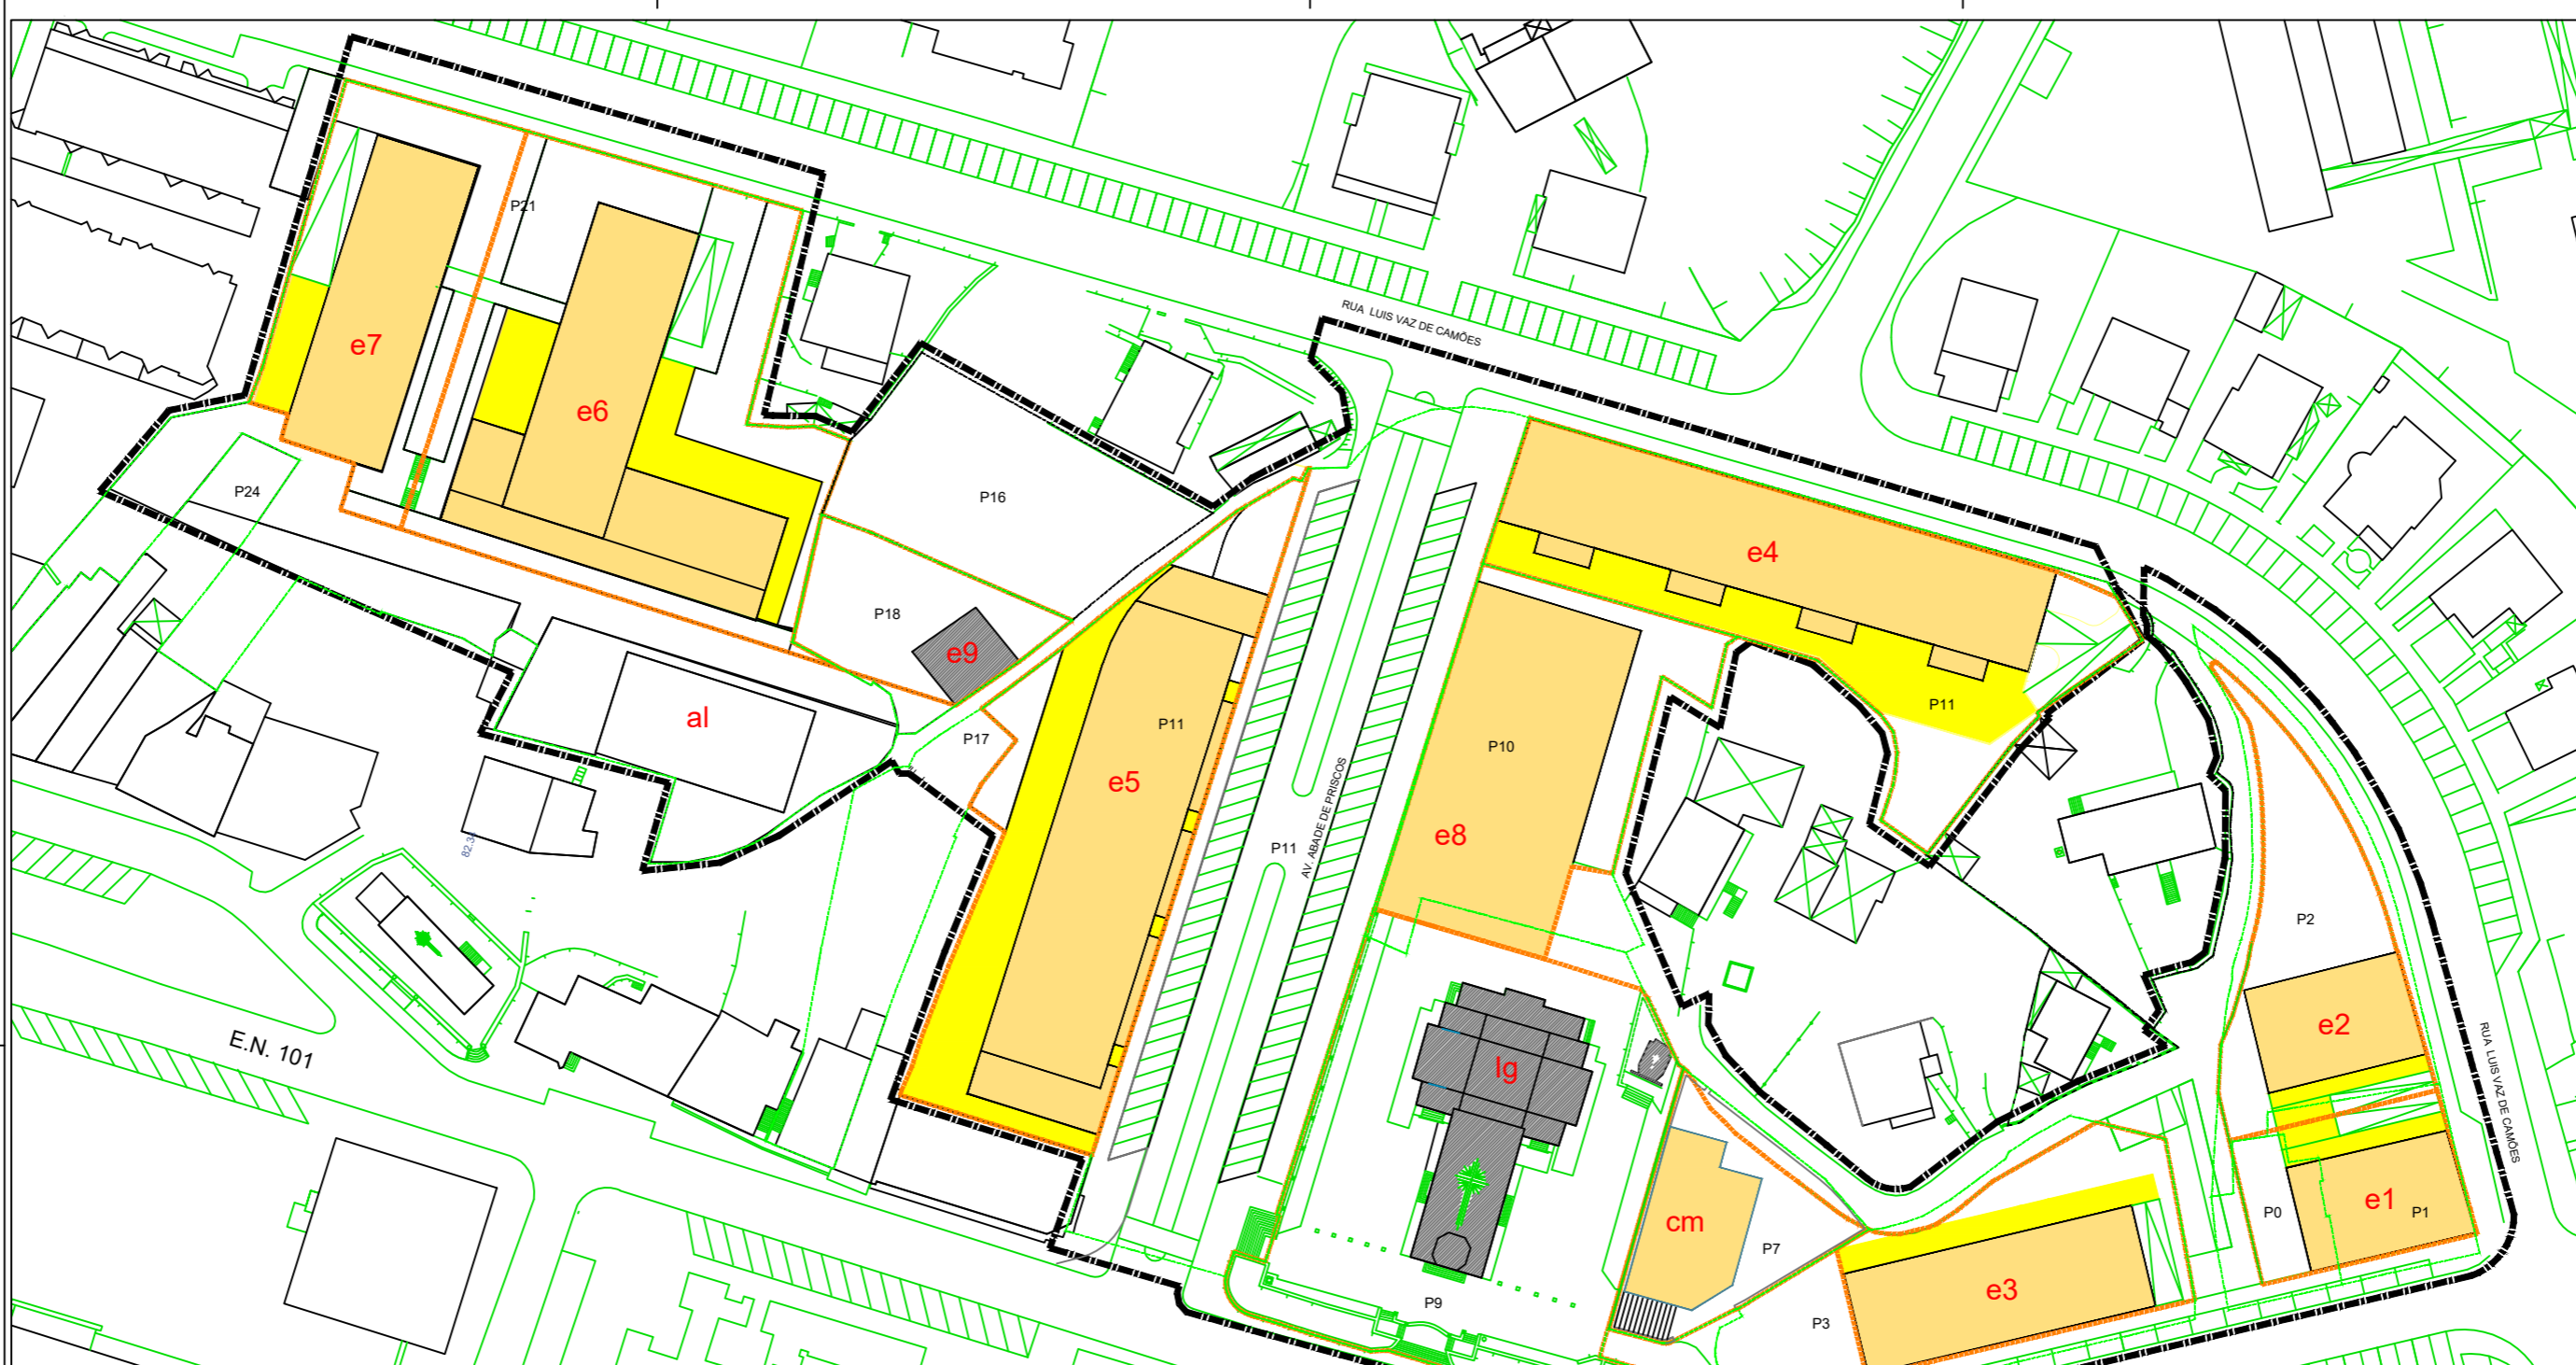 P21
RUA LUIS VAZ DE CAMÕES
e7
e6
P24
P16
e4
P18
e9
al
P17
P11
e5
P10
P11
e8
P11
AV. ABADE DE PRISCOS
P2
E.N. 101
lg
e2
RUA LUIS VAZ DE CAMÕES
cm
P7
P0
e1
P1
e3
P9
P3